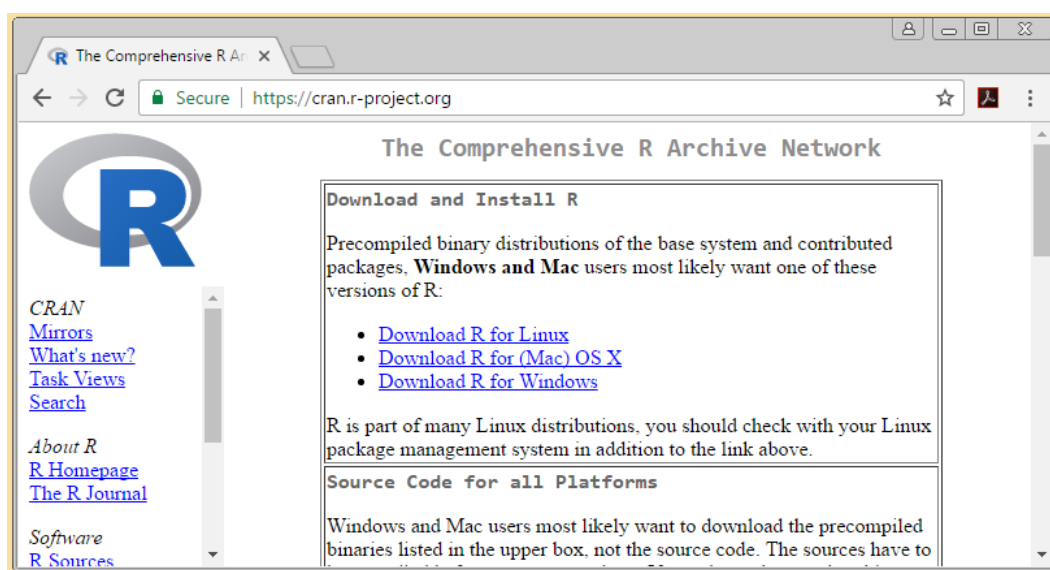 The Comprehensive R Ar
Secure | https://cran.r-project.org
R
CRAN
Mirrors
What's new?
Task Views
Search
About R
R Homepage
The R Journal
Software
R Sources
The Comprehensive R Archive Network
Download and Install R
Precompiled binary distributions of the base system and contributed
packages, Windows and Mac users most likely want one of these
versions of R:
• Download R for Linux
• Download R for (Mac) OS X
• Download R for Windows
R is part of many Linux distributions, you should check with your Linux
package management system in addition to the link above.
Source Code for all Platforms
Windows and Mac users most likely want to download the precompiled
binaries listed in the upper box, not the source code. The sources have to